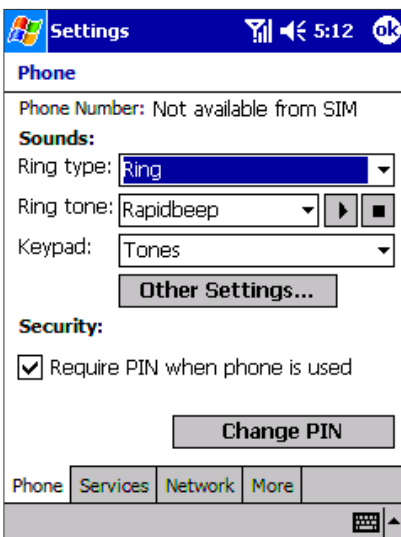 Settings 5:12 ok
Phone
Phone Number: Not available from SIM
Sounds:
Ring type: Ring
Ring tone: Rapidbeep
Keypad: Tones
Other Settings...
Security:
Require PIN when phone is used
Change PIN
Phone Services Network More